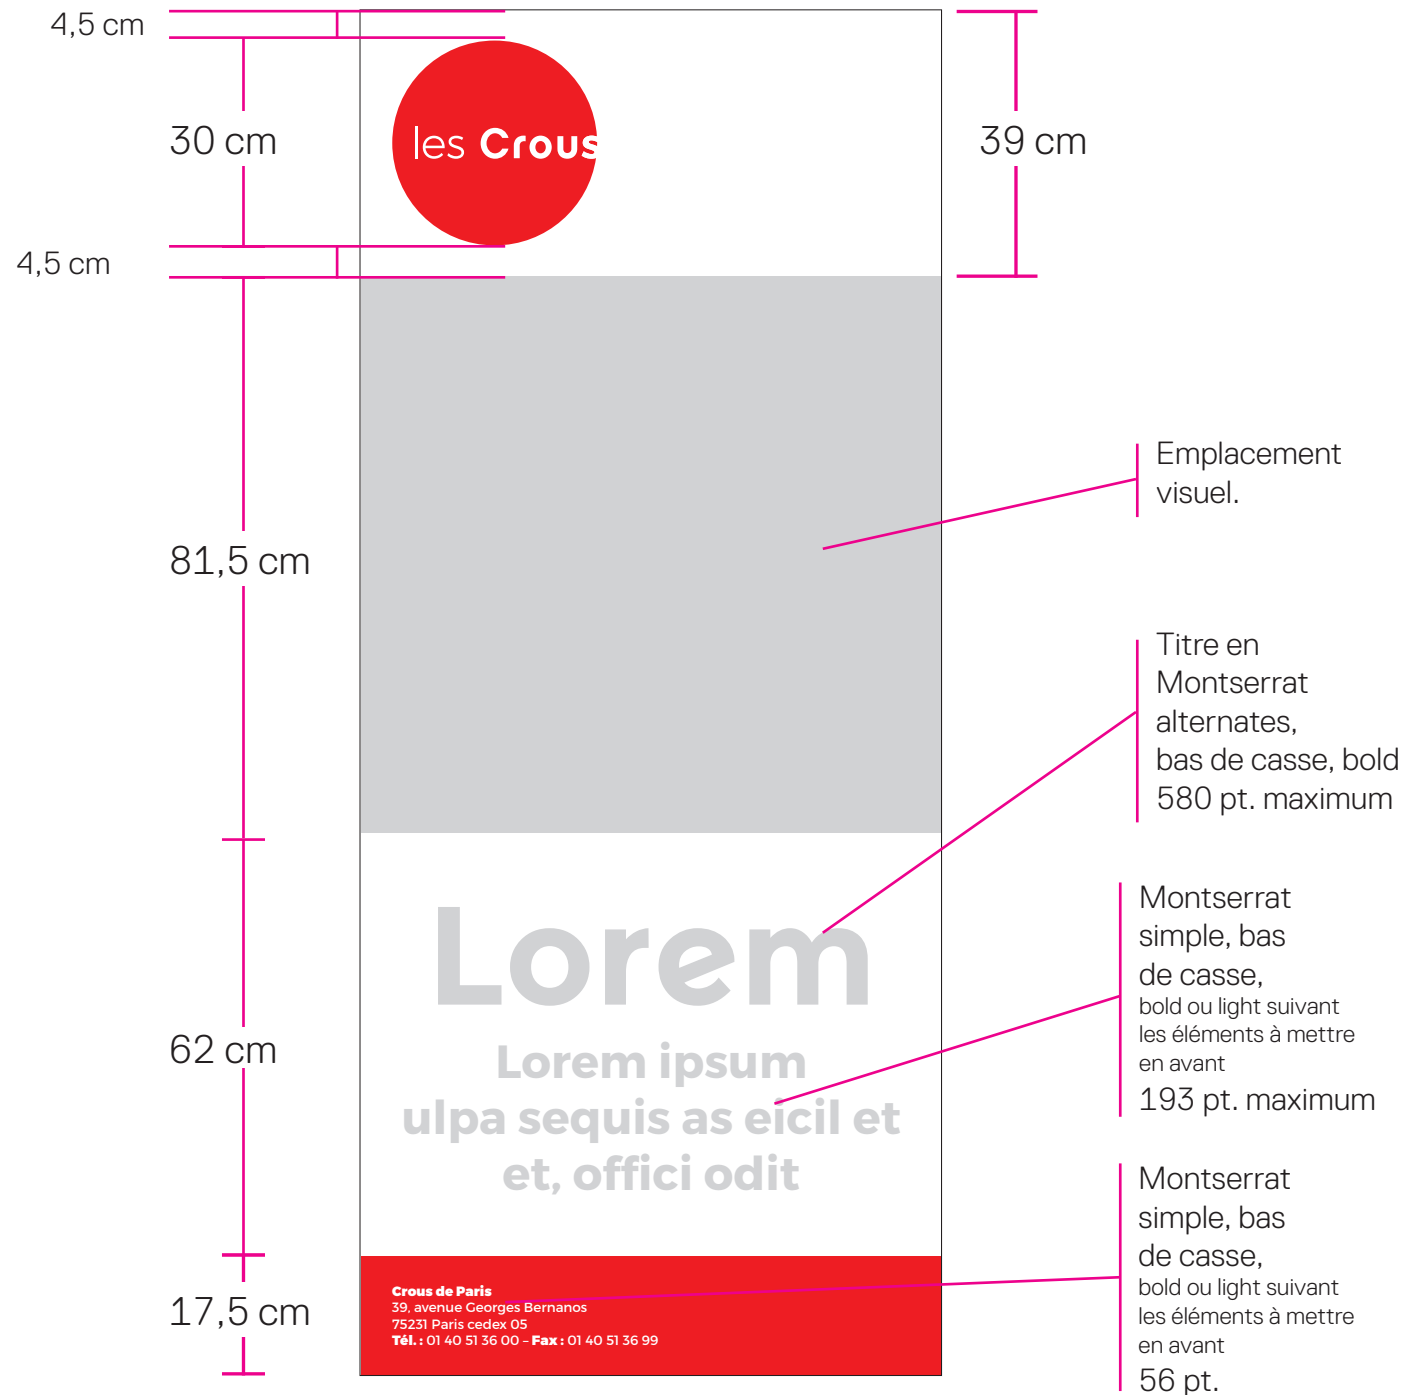 4,5 cm
30 cm
4,5 cm
81,5 cm
62 cm
17,5 cm
les Crous
39 cm
Lorem
Lorem ipsum
ulpa sequis as eicil et
et, offici odit
Crous de Paris
39, avenue Georges Bernanos
75231 Paris cedex 05
Tél. : 01 40 51 36 00 – Fax : 01 40 51 36 99
Emplacement
visuel.
Titre en
Montserrat
alternates,
bas de casse, bold
580 pt. maximum
Montserrat
simple, bas
de casse,
bold ou light suivant
les éléments à mettre
en avant
193 pt. maximum
Montserrat
simple, bas
de casse,
bold ou light suivant
les éléments à mettre
en avant
56 pt.